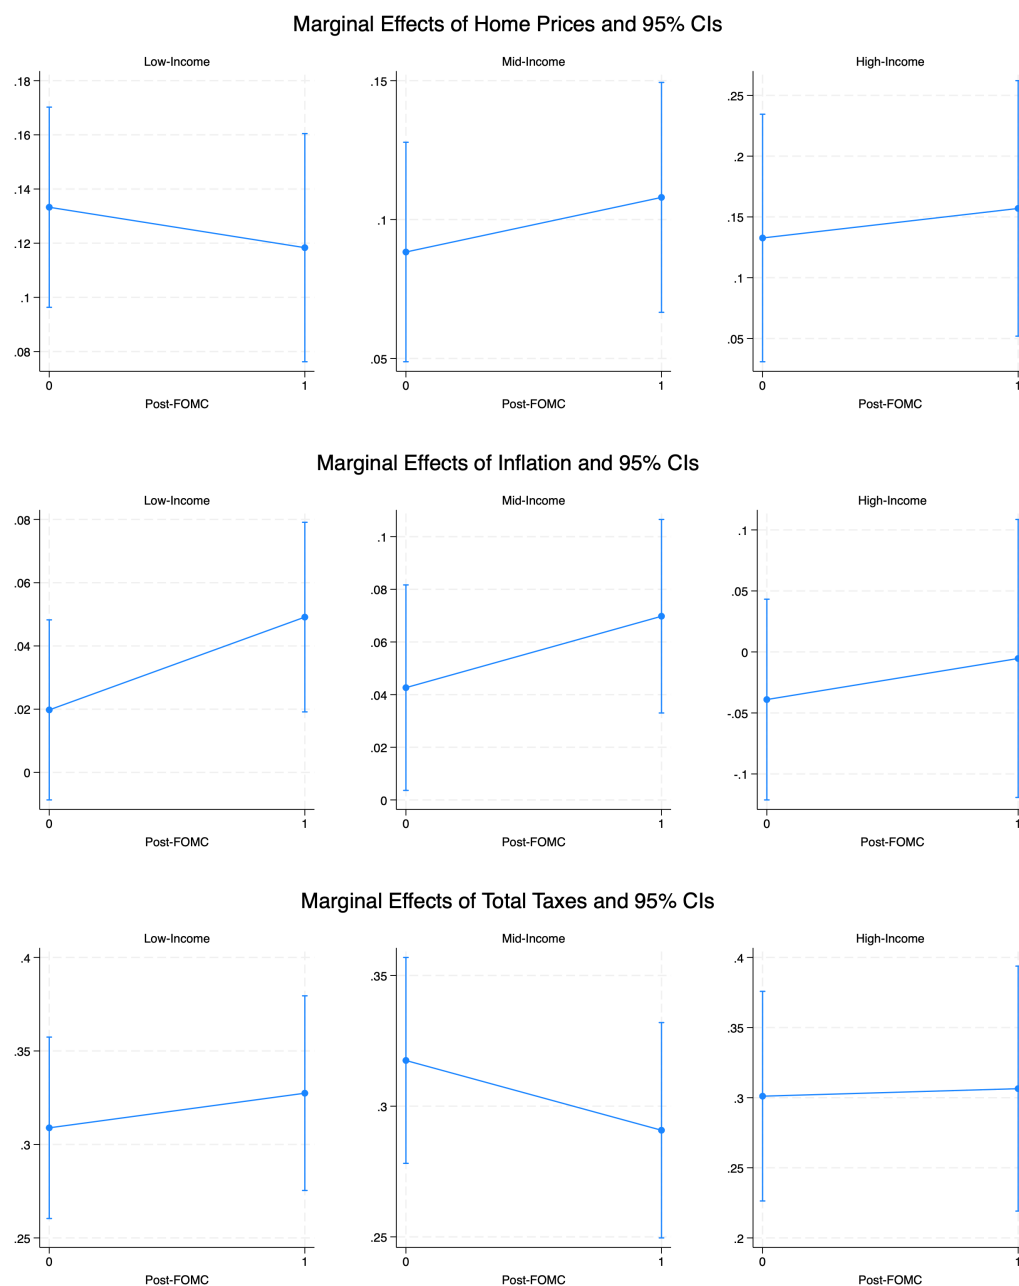 Marginal Effects of Home Prices and 95% CIs
Low-Income
.18
.16
.14
.12
.1
.08
0
1
Post-FOMC
Mid-Income
.15
.1
.05
0
1
Post-FOMC
High-Income
.25
.2
.15
.1
.05
0
1
Post-FOMC
Marginal Effects of Inflation and 95% CIs
Low-Income
.08
.06
.04
.02
0
0
1
Post-FOMC
Mid-Income
.1
.08
.06
.04
.02
0
0
1
Post-FOMC
High-Income
.1
.05
0
-.05
-.1
0
1
Post-FOMC
Marginal Effects of Total Taxes and 95% CIs
Low-Income
.4
.35
.3
.25
0
1
Post-FOMC
Mid-Income
.35
.3
.25
0
1
Post-FOMC
High-Income
.4
.35
.3
.25
.2
0
1
Post-FOMC